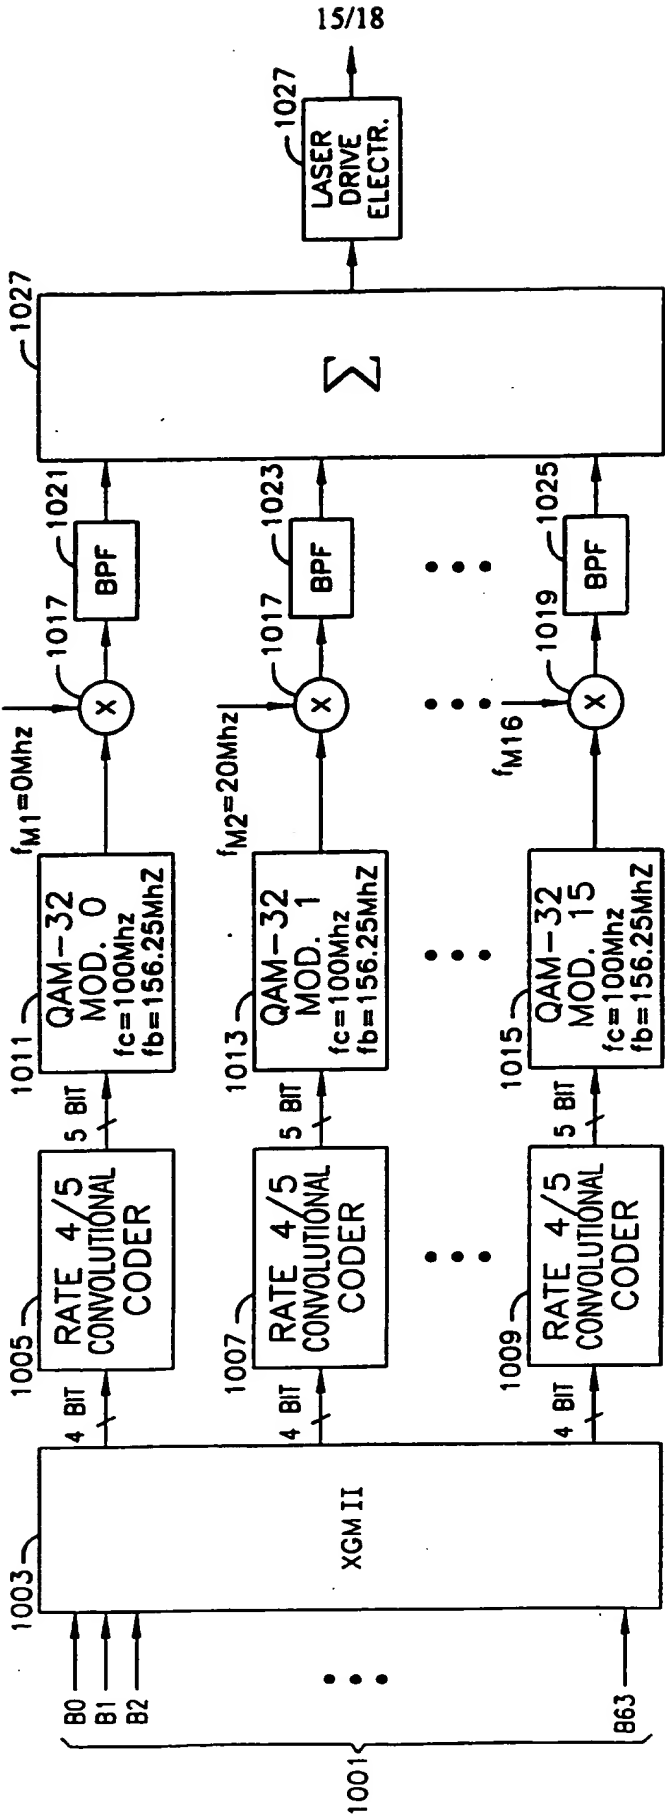 15/18
1001
B0
B1
B2
B63
1003
XGM II
4 BIT
1005
RATE 4/5
CONVOLUTIONAL
CODER
5 BIT
1011
QAM-32
MOD. 0
fc=100Mhz
fb=156.25MhZ
fM1=0Mhz
X
1017
BPF
1021
4 BIT
1007
RATE 4/5
CONVOLUTIONAL
CODER
5 BIT
1013
QAM-32
MOD. 1
fc=100Mhz
fb=156.25MhZ
fM2=20Mhz
X
1017
BPF
1023
4 BIT
1009
RATE 4/5
CONVOLUTIONAL
CODER
5 BIT
1015
QAM-32
MOD. 15
fc=100Mhz
fb=156.25MhZ
fM16
X
1019
BPF
1025
Σ
1027
LASER
DRIVE
ELECTR.
1027